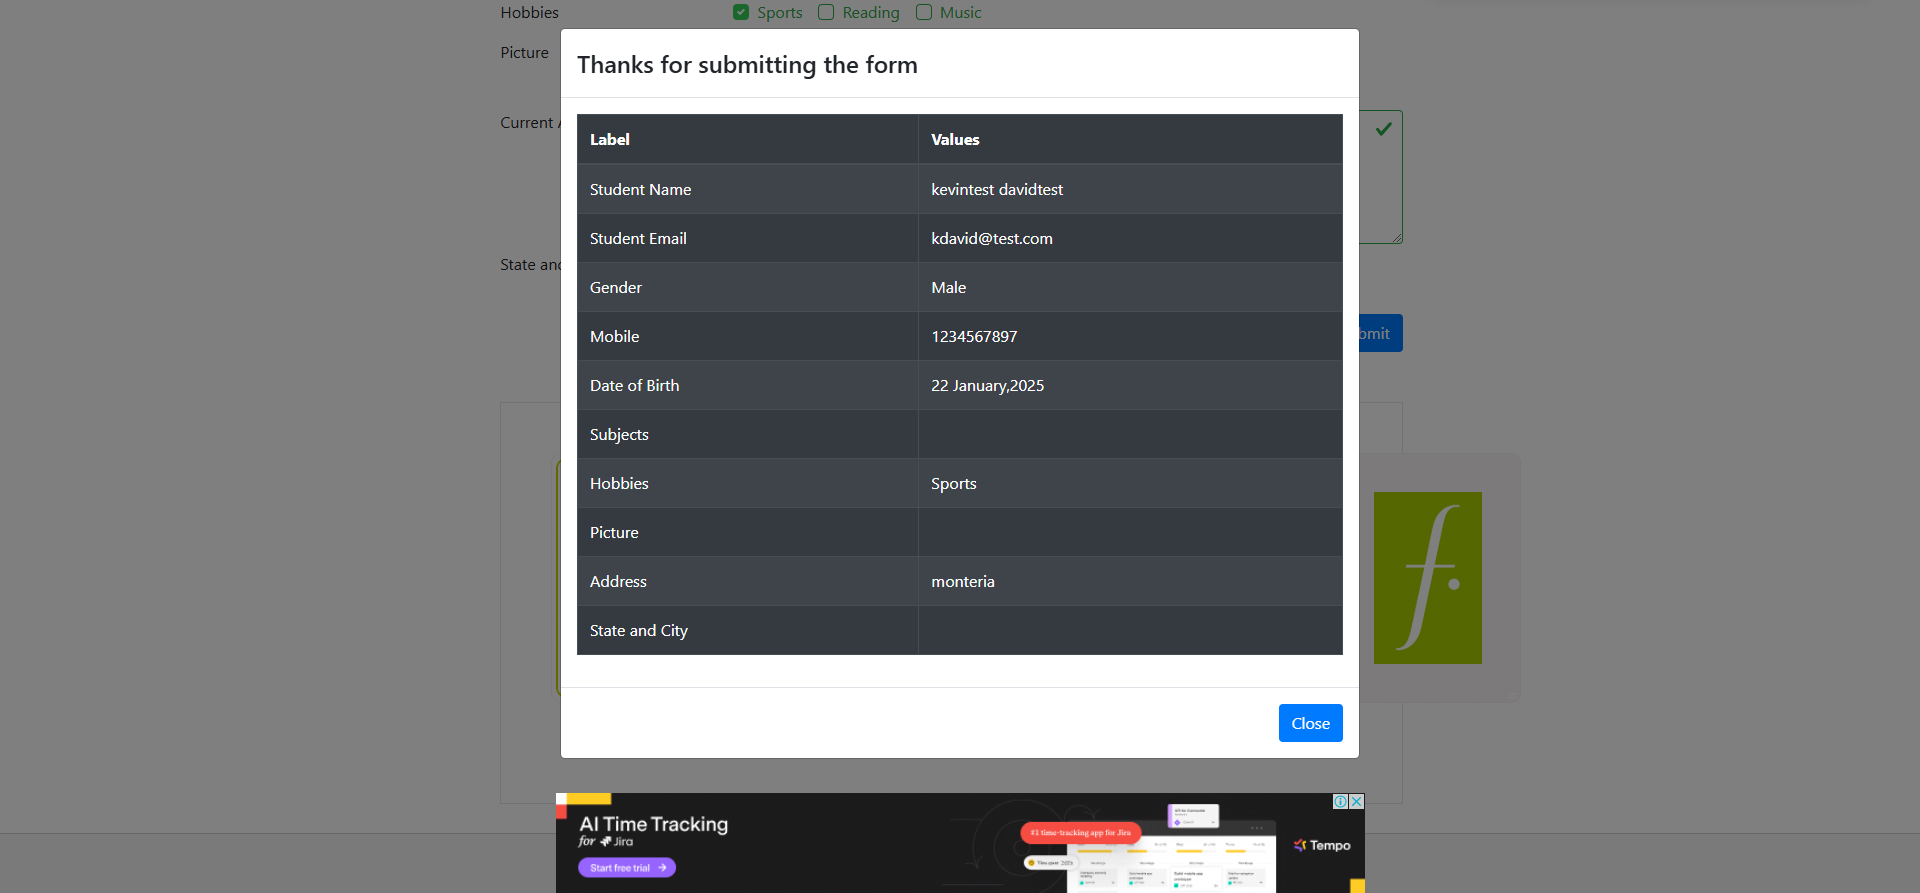 Hobbies Sports Reading Music
Picture
Thanks for submitting the form
Current
Label Values
Student Name kevintest davidtest
Student Email kdavid@test.com
State and
Gender Male
Mobile 1234567897
bmit
Date of Birth 22 January,2025
Subjects
Hobbies Sports
Picture
Address monteria
State and City
Close
AI Time Tracking
for Jira
Start free trial
#1 time-tracking app for Jira
Tempo